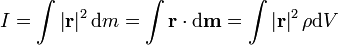 I = ∫ |𝐫|² dm = ∫ 𝐫 · d𝐦 = ∫ |𝐫|² ρdV